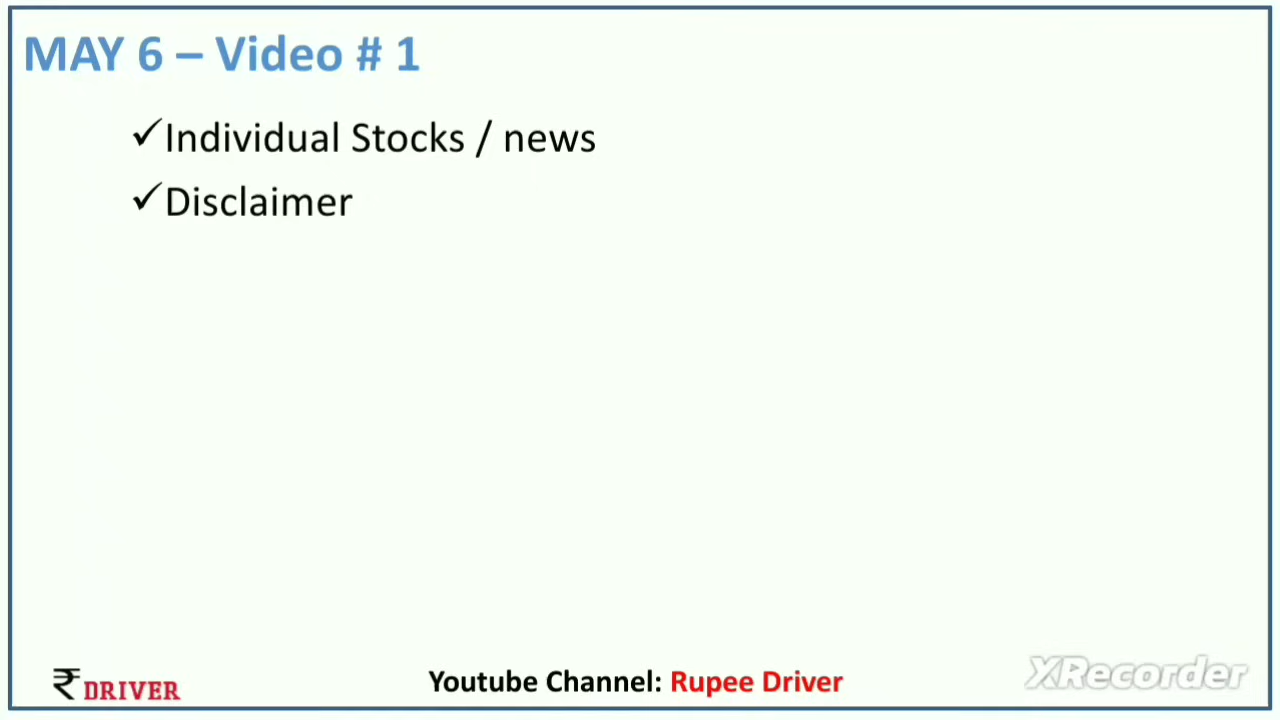 MAY 6 – Video # 1
✓Individual Stocks / news
✓Disclaimer
₹ DRIVER
Youtube Channel: Rupee Driver
XRecorder